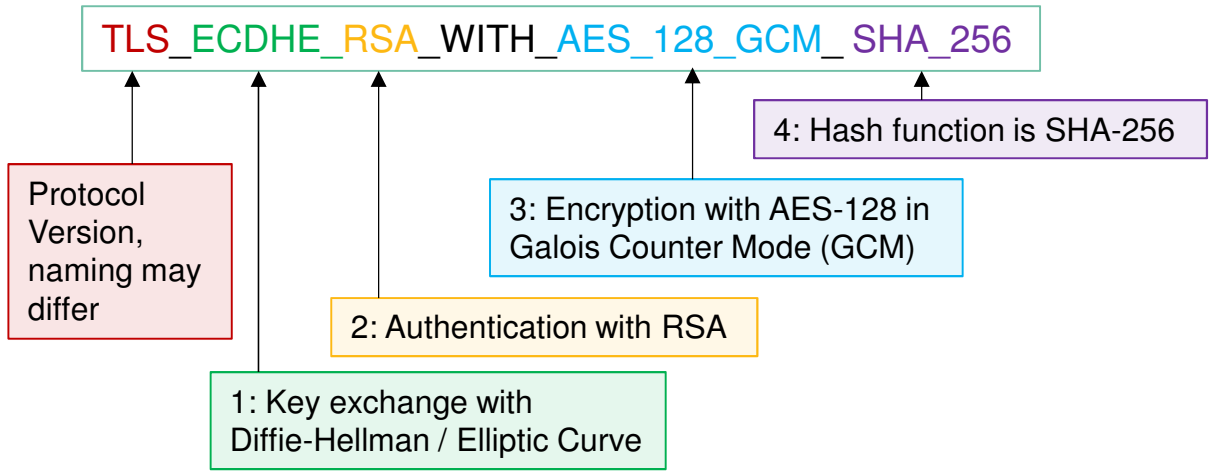 TLS_ECDHE_RSA_WITH_AES_128_GCM_ SHA_256
4: Hash function is SHA-256
Protocol
Version,
naming may
differ
3: Encryption with AES-128 in
Galois Counter Mode (GCM)
2: Authentication with RSA
1: Key exchange with
Diffie-Hellman / Elliptic Curve